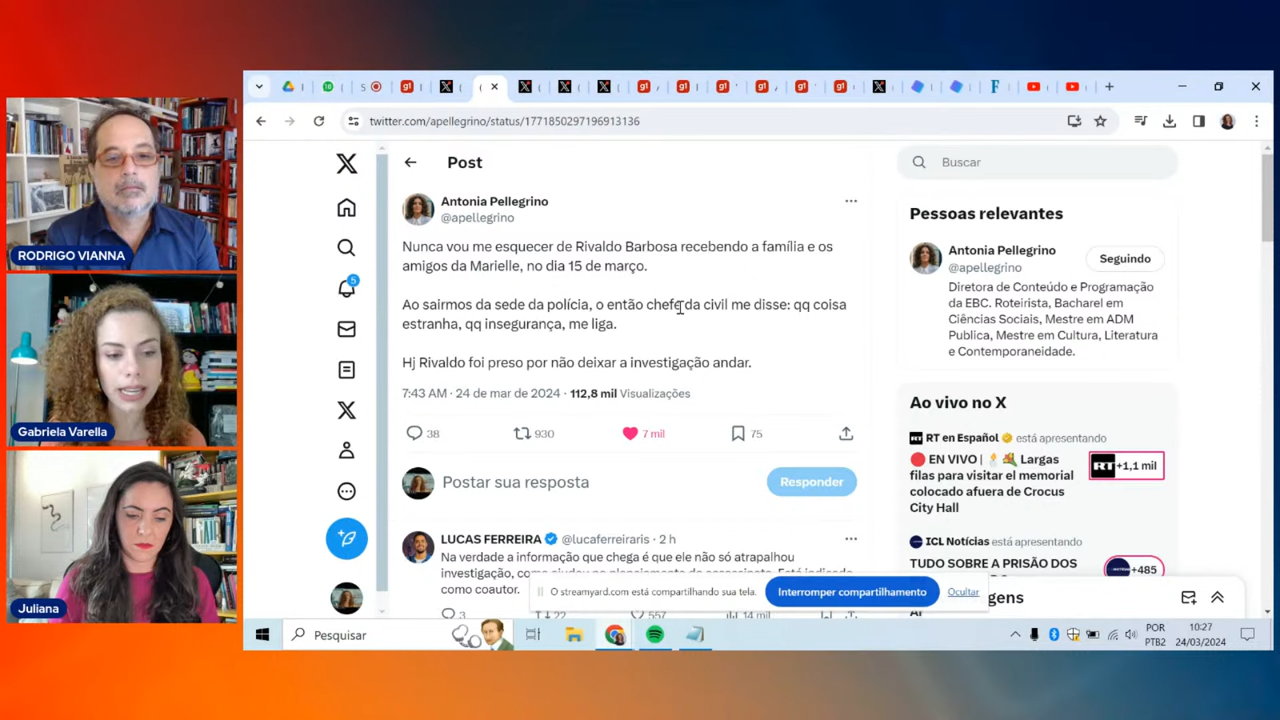 twitter.com/apellegrino/status/1771850297196913136
RODRIGO VIANNA
Gabriela Varella
Juliana
Post
Antonia Pellegrino
@apellegrino
Nunca vou me esquecer de Rivaldo Barbosa recebendo a família e os
amigos da Marielle, no dia 15 de março.
Ao sairmos da sede da polícia, o então chefe da civil me disse: qq coisa
estranha, qq insegurança, me liga.
Hj Rivaldo foi preso por não deixar a investigação andar.
7:43 AM · 24 de mar de 2024 · 112,8 mil Visualizações
38
330
7 mil
75
5
Postar sua resposta
Responder
LUCAS FERREIRA @lucaferreiraris · 2 h
Na verdade a informação que chega é que ele não só atrapalhou
como coautor.
557
14 mil
Buscar
Pessoas relevantes
Antonia Pellegrino
@apellegrino
Seguindo
Diretora de Conteúdo e Programação
da EBC. Roteirista, Bacharel em
Ciências Sociais, Mestre em ADM
Publica, Mestre em Cultura, Literatura
e Contemporaneidade.
Ao vivo no X
RT en Español está apresentando
EN VIVO | Largas
filas para visitar el memorial
colocado afuera de Crocus
City Hall
RT +1,1 mil
ICL Notícias está apresentando
TUDO SOBRE A PRISÃO DOS
+485
O streamyard.com está compartilhando sua tela.
Interromper compartilhamento
Ocultar
Pesquisar
POR
PTB2
10:27
24/03/2024